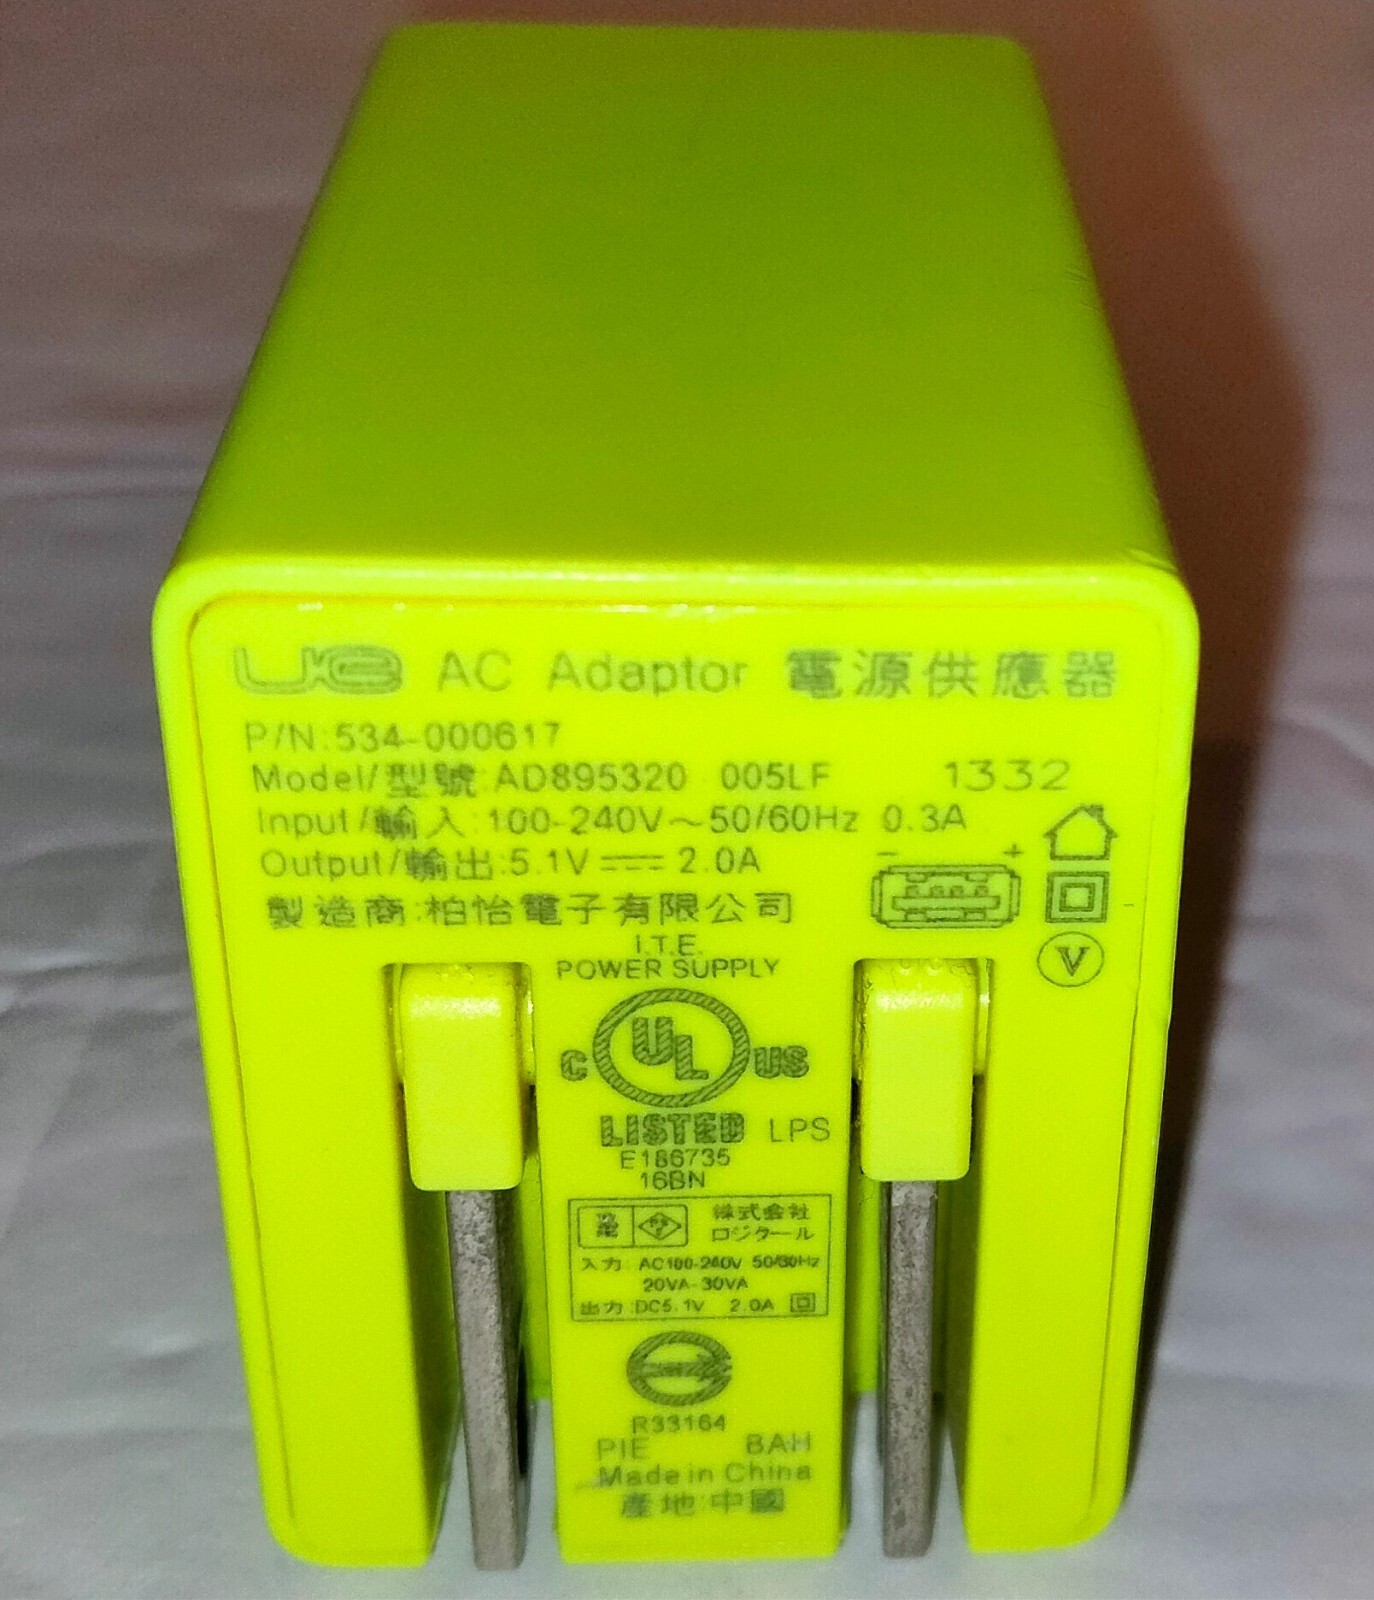 UE AC Adaptor 電源供應器
P/N:534-000617
Model/型號:AD895320 005LF 1332
Input/輸入:100-240V～50/60Hz 0.3A
Output/輸出:5.1V⎓2.0A
- +
製造商:柏怡電子有限公司
V
I.T.E.
POWER SUPPLY
C UL US
LISTED LPS
E186735
16BN
株式会社
ロジクール
入力: AC100-240V 50/60Hz
20VA-30VA
出力:DC5.1V 2.0A
R33164
PIE BAH
Made in China
產地:中國